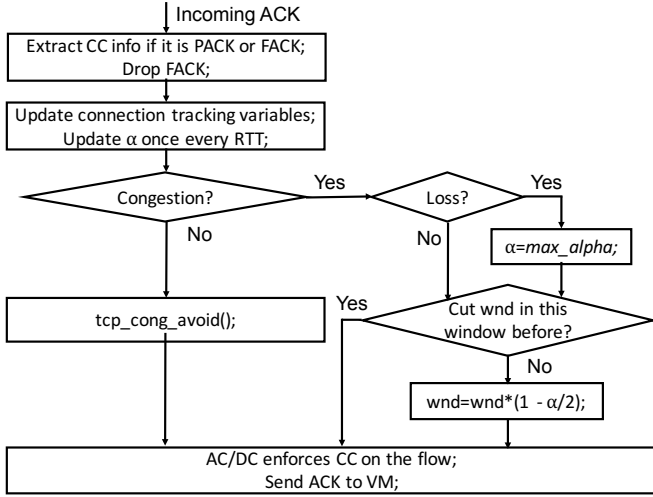 Incoming ACK
Extract CC info if it is PACK or FACK;
Drop FACK;
Update connection tracking variables;
Update α once every RTT;
Congestion?
Yes
Loss?
Yes
No
No
α=max_alpha;
tcp_cong_avoid();
Yes
Cut wnd in this
window before?
No
wnd=wnd*(1 - α/2);
AC/DC enforces CC on the flow;
Send ACK to VM;